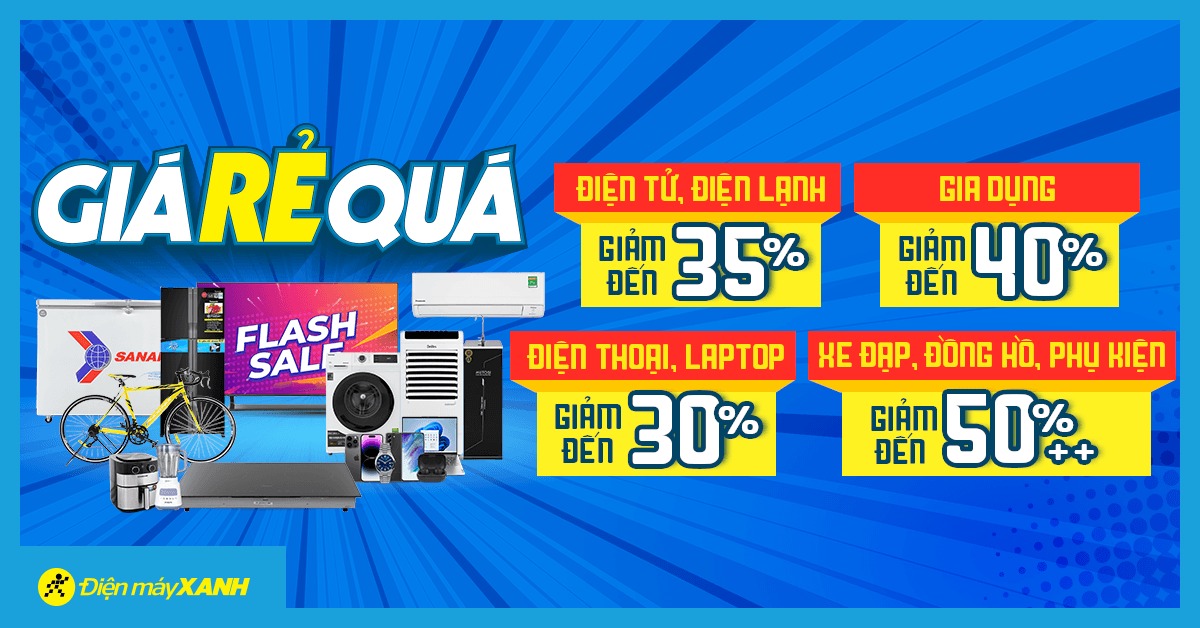 GIÁ RẺ QUÁ
ĐIỆN TỬ, ĐIỆN LẠNH
GIẢM ĐẾN 35%
GIA DỤNG
GIẢM ĐẾN 40%
ĐIỆN THOẠI, LAPTOP
GIẢM ĐẾN 30%
XE ĐẠP, ĐỒNG HỒ, PHỤ KIỆN
GIẢM ĐẾN 50%++
FLASH
SALE
SANA
Điện máy XANH